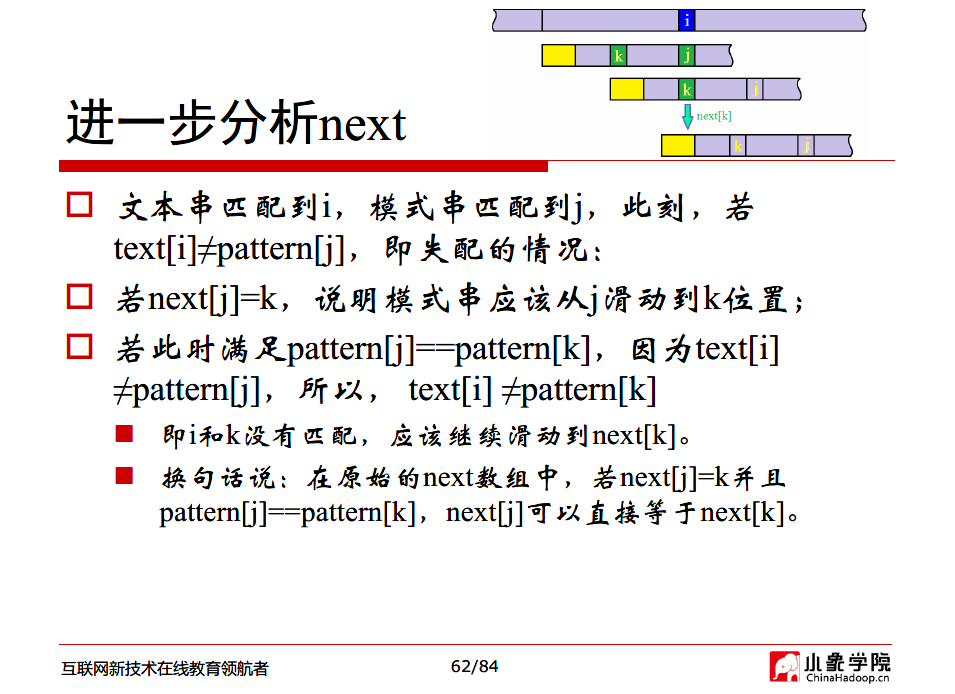 i
k j
k j
next[k]
k j
进一步分析next
文本串匹配到i，模式串匹配到j，此刻，若
text[i]≠pattern[j]，即失配的情况：
若next[j]=k，说明模式串应该从j滑动到k位置；
若此时满足pattern[j]==pattern[k]，因为text[i]
≠pattern[j]，所以， text[i] ≠pattern[k]
即i和k没有匹配，应该继续滑动到next[k]。
换句话说：在原始的next数组中，若next[j]=k并且
pattern[j]==pattern[k]，next[j]可以直接等于next[k]。
互联网新技术在线教育领航者
62/84
小象学院
ChinaHadoop.cn